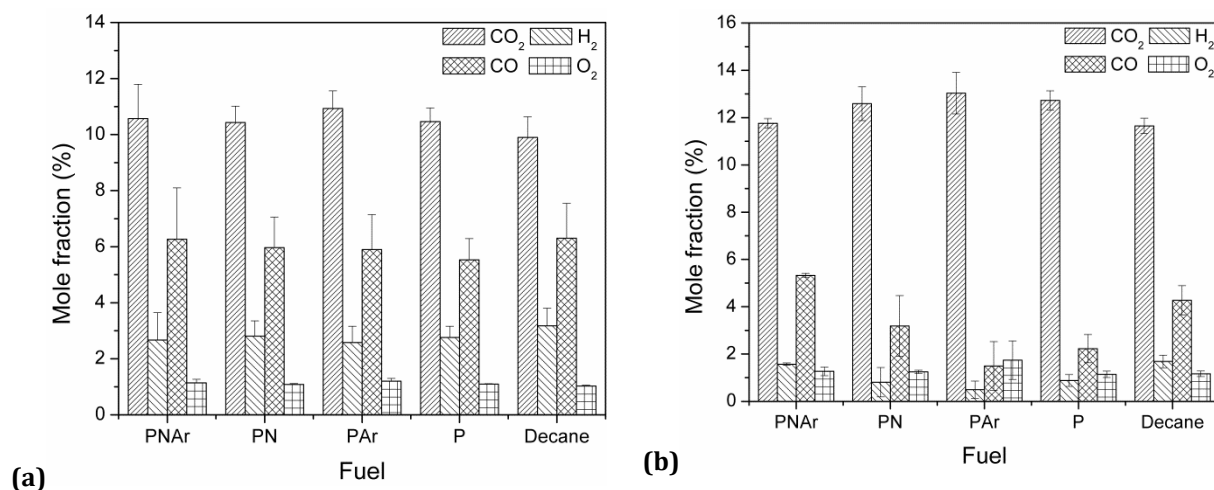 14
12
10
8
6
4
2
0
Mole fraction (%)
CO₂ H₂
CO O₂
PNAr PN PAr P Decane
Fuel
(a)
16
14
12
10
8
6
4
2
0
Mole fraction (%)
CO₂ H₂
CO O₂
PNAr PN PAr P Decane
Fuel
(b)